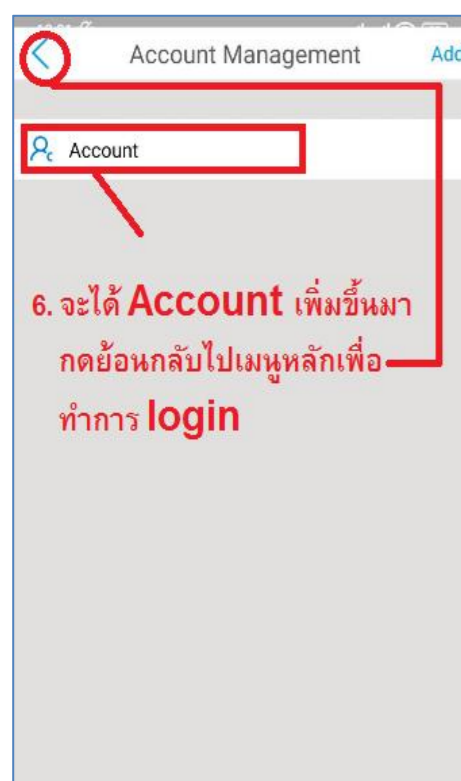 Account Management
Add
Account
6. จะได้ Account เพิ่มขึ้นมา
กดย้อนกลับไปเมนูหลักเพื่อ
ทำการ login